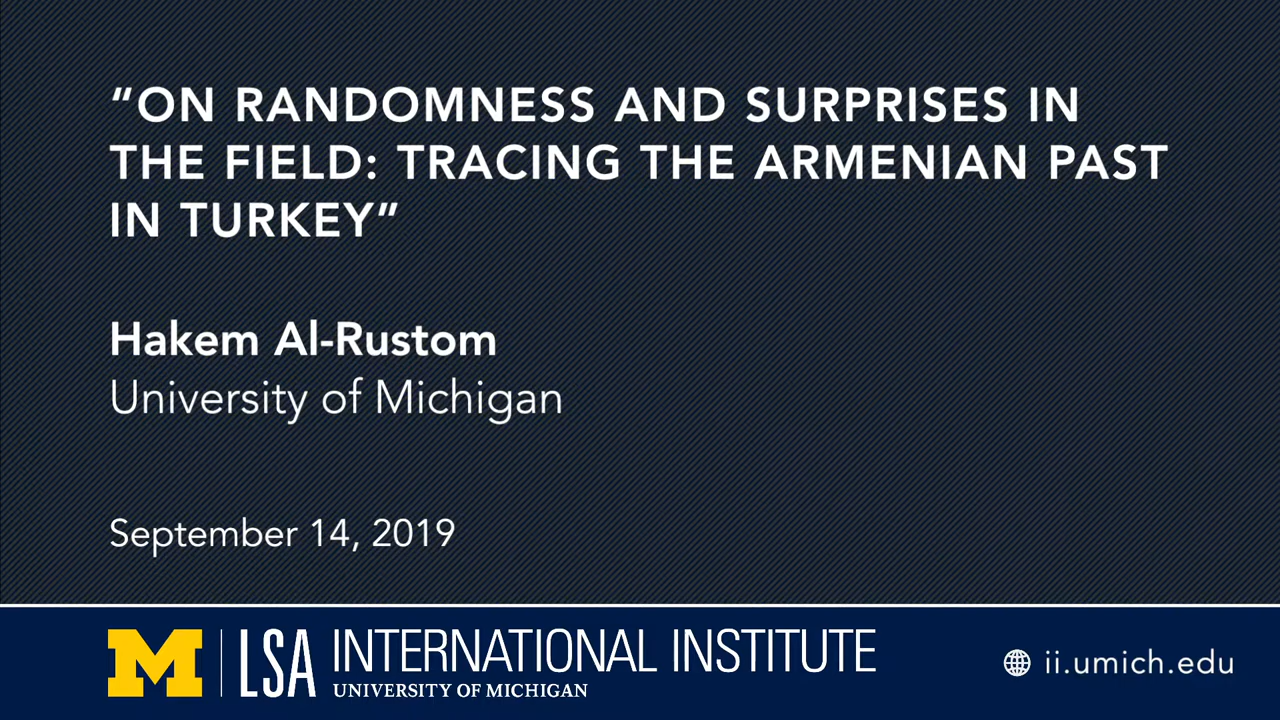 “ON RANDOMNESS AND SURPRISES IN
THE FIELD: TRACING THE ARMENIAN PAST
IN TURKEY”
Hakem Al-Rustom
University of Michigan
September 14, 2019
M LSA INTERNATIONAL INSTITUTE
UNIVERSITY OF MICHIGAN
ii.umich.edu